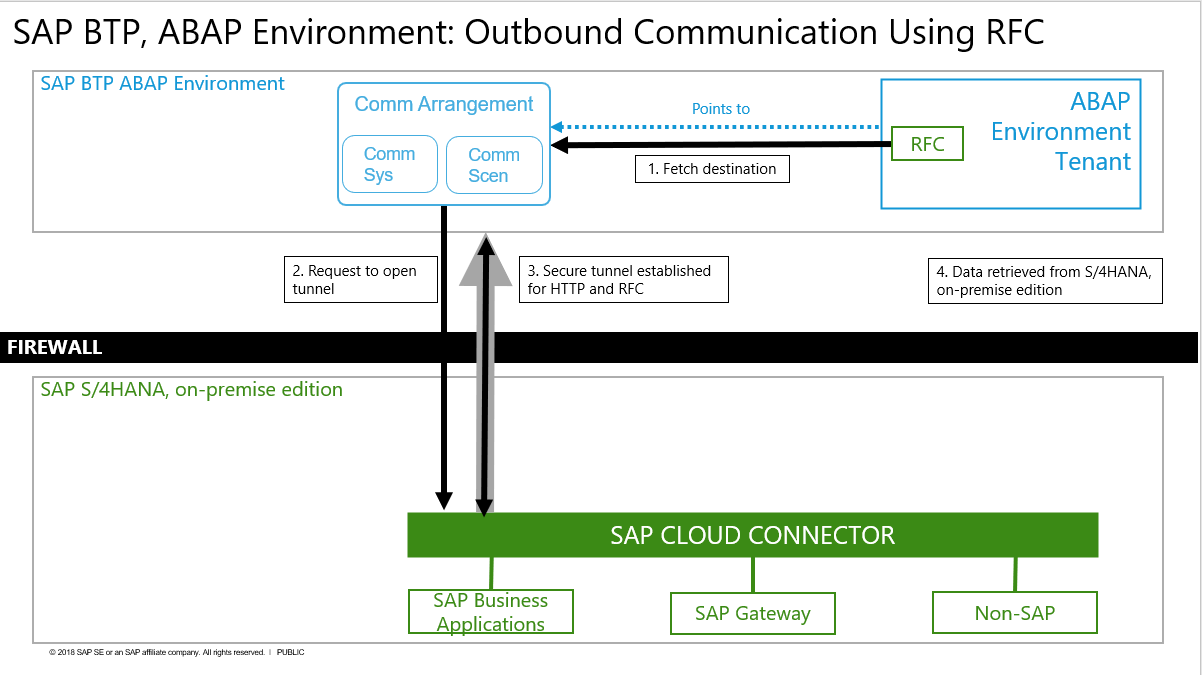 SAP BTP, ABAP Environment: Outbound Communication Using RFC
SAP BTP ABAP Environment
Comm Arrangement
Comm
Sys
Comm
Scen
Points to
1. Fetch destination
RFC
ABAP
Environment
Tenant
2. Request to open
tunnel
3. Secure tunnel established
for HTTP and RFC
4. Data retrieved from S/4HANA,
on-premise edition
FIREWALL
SAP S/4HANA, on-premise edition
SAP CLOUD CONNECTOR
SAP Business
Applications
SAP Gateway
Non-SAP
© 2018 SAP SE or an SAP affiliate company. All rights reserved. | PUBLIC